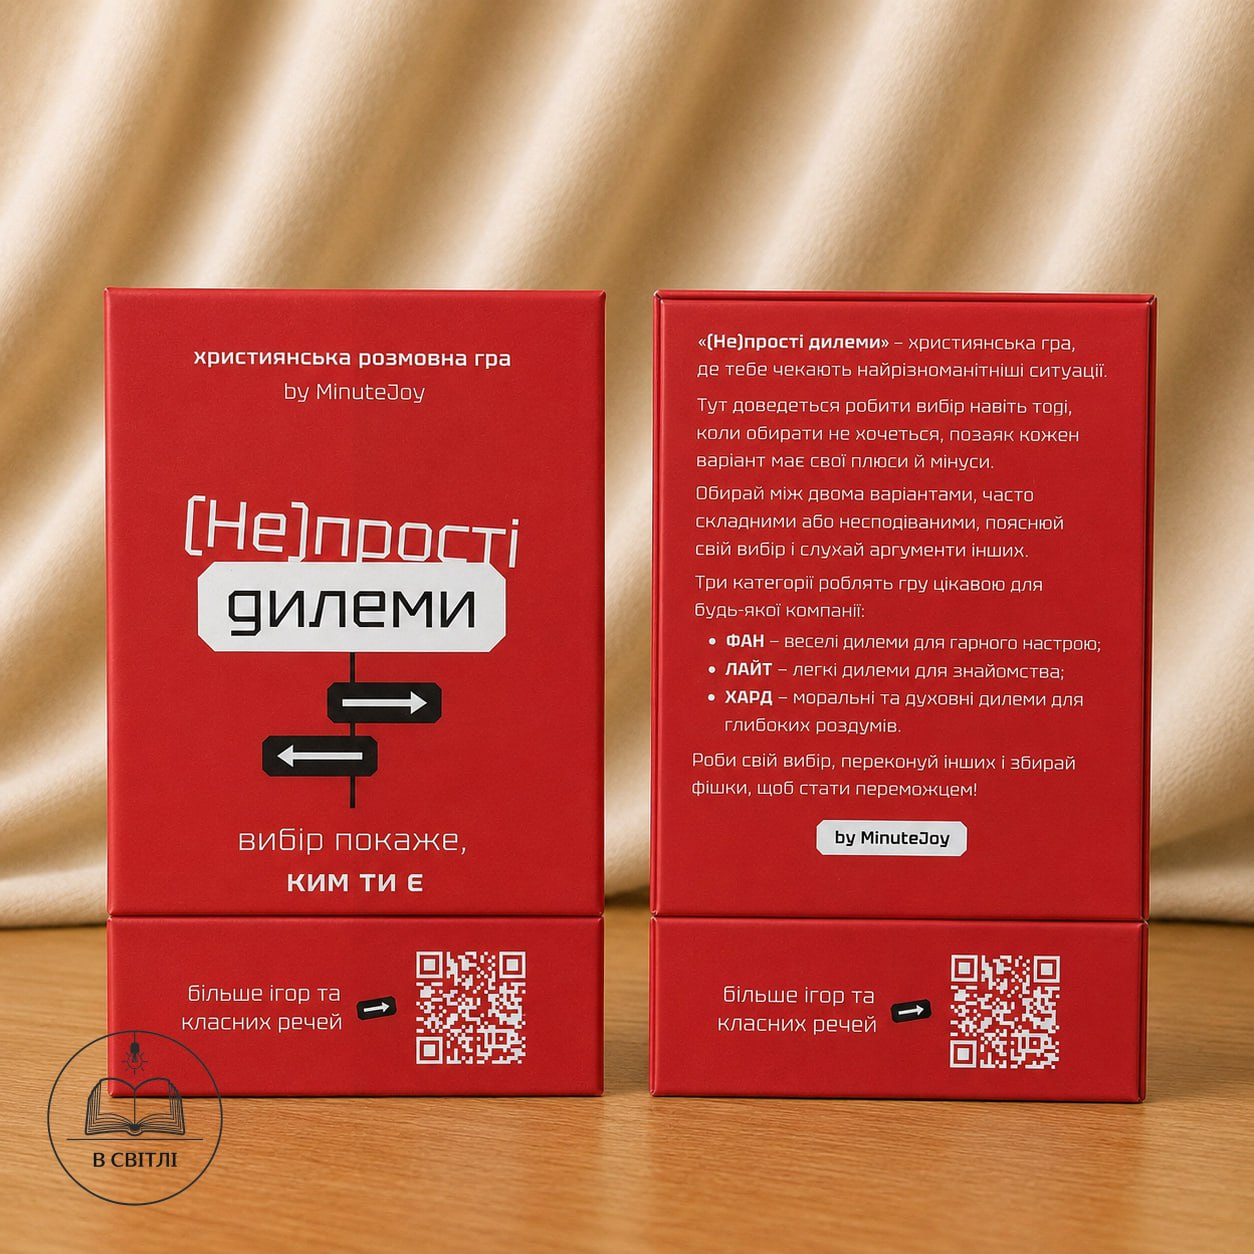 християнська розмовна гра
by MinuteJoy
(Не)прості
дилеми
вибір покаже,
ким ти є
більше ігор та
класних речей
«(Не)прості дилеми» – християнська гра,
де тебе чекають найрізноманітніші ситуації.
Тут доведеться робити вибір навіть тоді,
коли обирати не хочеться, позаяк кожен
варіант має свої плюси й мінуси.
Обирай між двома варіантами, часто
складними або несподіваними, пояснюй
свій вибір і слухай аргументи інших.
Три категорії роблять гру цікавою для
будь-якої компанії:
• ФАН – веселі дилеми для гарного настрою;
• ЛАЙТ – легкі дилеми для знайомства;
• ХАРД – моральні та духовні дилеми для
глибоких роздумів.
Роби свій вибір, переконуй інших і збирай
фішки, щоб стати переможцем!
by MinuteJoy
більше ігор та
класних речей
В СВІТЛІ